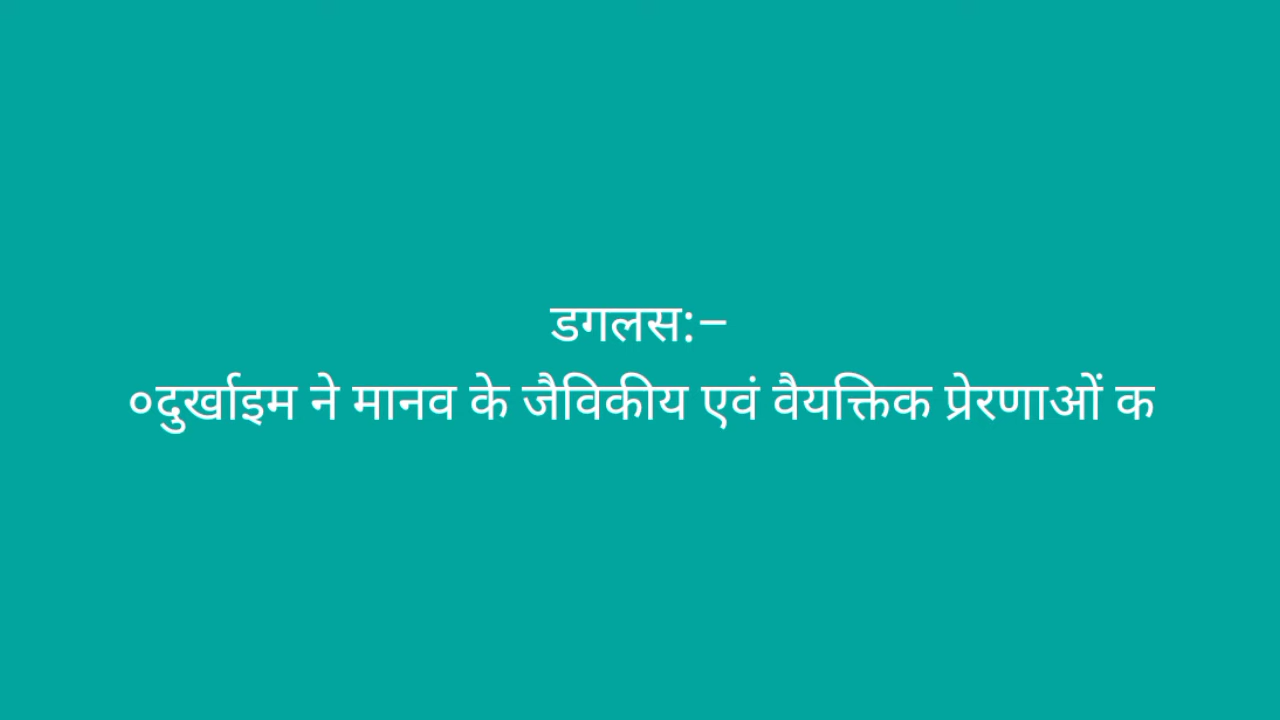 डगलस:–
०दुर्खाइम ने मानव के जैविकीय एवं वैयक्तिक प्रेरणाओं क